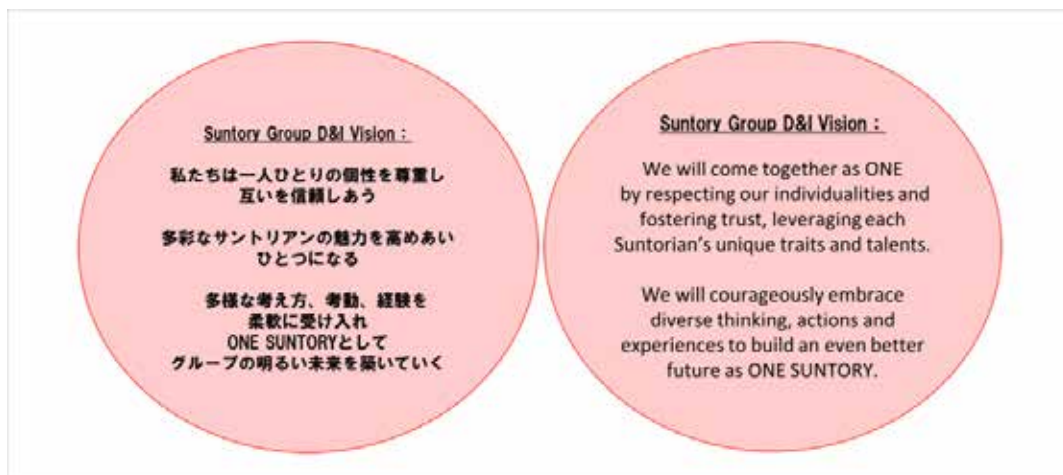 Suntory Group D&I Vision：
私たちは一人ひとりの個性を尊重し
互いを信頼しあう
多彩なサントリアンの魅力を高めあい
ひとつになる
多様な考え方、考動、経験を
柔軟に受け入れ
ONE SUNTORYとして
グループの明るい未来を築いていく
Suntory Group D&I Vision：
We will come together as ONE
by respecting our individualities and
fostering trust, leveraging each
Suntorian's unique traits and talents.
We will courageously embrace
diverse thinking, actions and
experiences to build an even better
future as ONE SUNTORY.